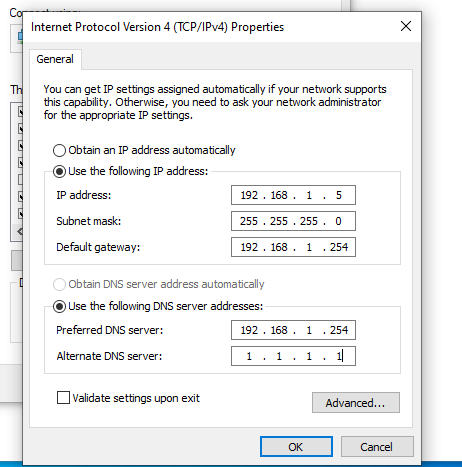 Connect using:
Internet Protocol Version 4 (TCP/IPv4) Properties
General
You can get IP settings assigned automatically if your network supports
this capability. Otherwise, you need to ask your network administrator
for the appropriate IP settings.
Obtain an IP address automatically
Use the following IP address:
IP address: 192 . 168 . 1 . 5
Subnet mask: 255 . 255 . 255 . 0
Default gateway: 192 . 168 . 1 . 254
Obtain DNS server address automatically
Use the following DNS server addresses:
Preferred DNS server: 192 . 168 . 1 . 254
Alternate DNS server: 1 . 1 . 1 . 1
Validate settings upon exit
Advanced...
OK Cancel